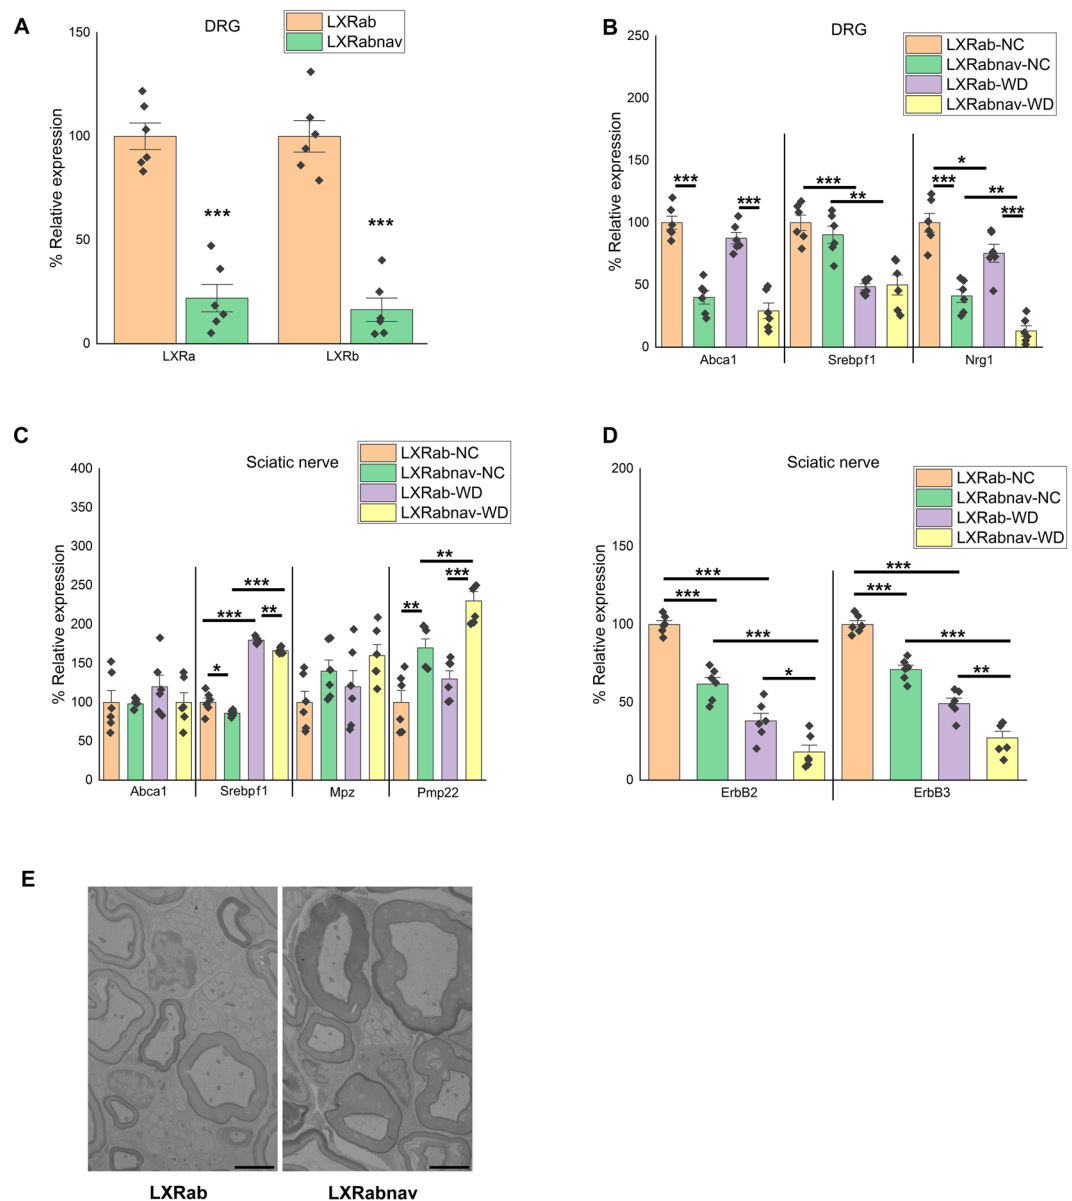 A
DRG
LXRab
LXRabnav
% Relative expression
150
100
50
0
***
***
LXRa
LXRb
B
DRG
LXRab-NC
LXRabnav-NC
LXRab-WD
LXRabnav-WD
% Relative expression
250
200
150
100
50
0
***
***
***
**
*
***
**
***
Abca1
Srebpf1
Nrg1
C
Sciatic nerve
LXRab-NC
LXRabnav-NC
LXRab-WD
LXRabnav-WD
% Relative expression
400
350
300
250
200
150
100
50
0
***
***
**
*
**
***
**
Abca1
Srebpf1
Mpz
Pmp22
D
Sciatic nerve
LXRab-NC
LXRabnav-NC
LXRab-WD
LXRabnav-WD
% Relative expression
200
150
100
50
0
***
***
***
*
***
***
***
**
ErbB2
ErbB3
E
LXRab
LXRabnav